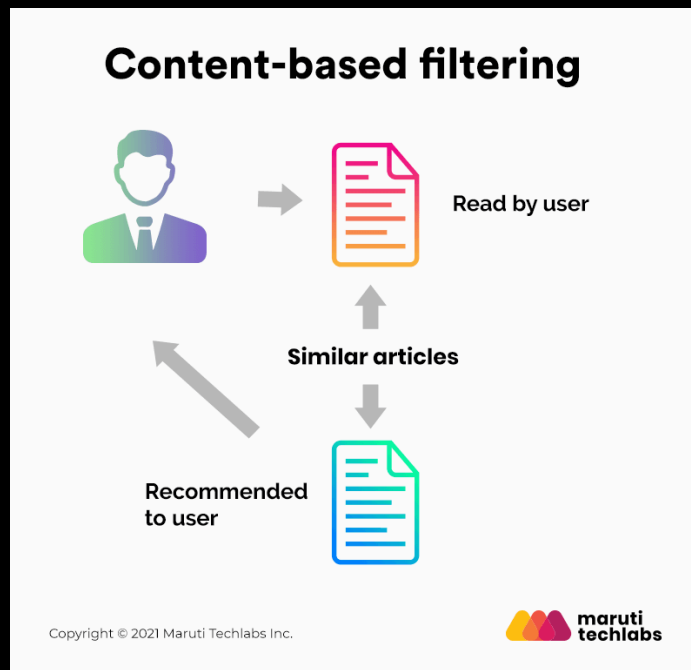 Content-based filtering
Read by user
Similar articles
Recommended
to user
Copyright © 2021 Maruti Techlabs Inc.
maruti
techlabs